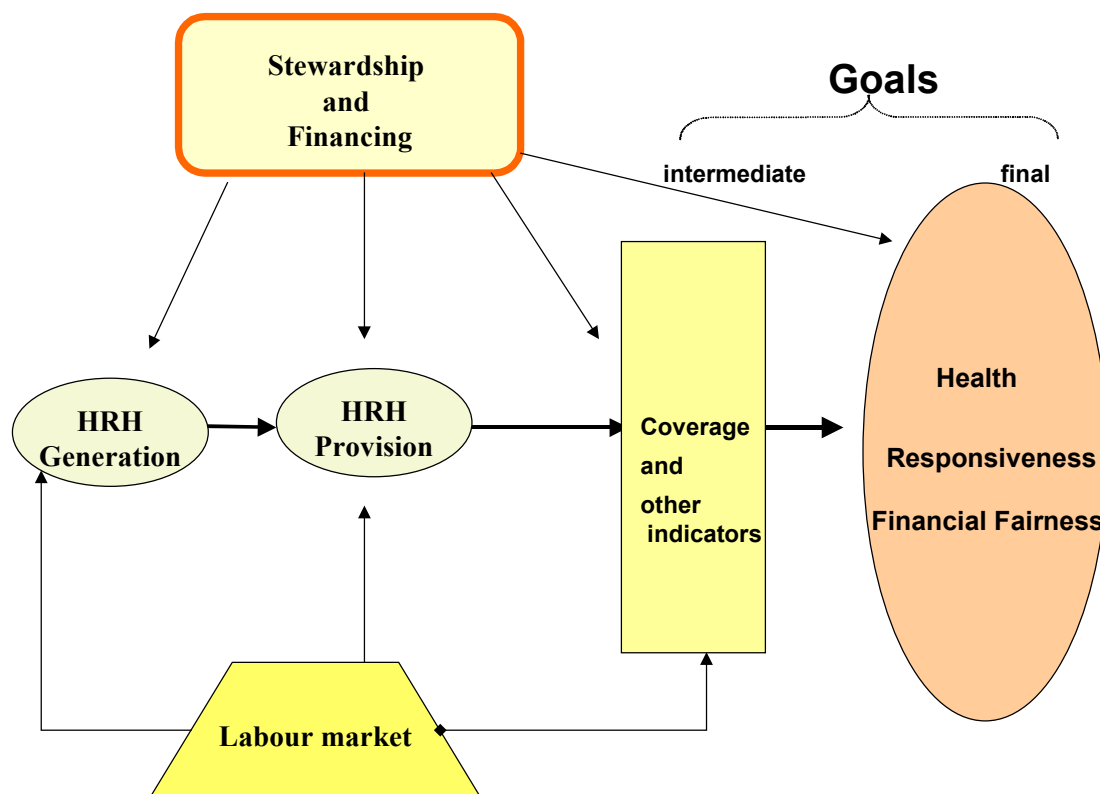 Stewardship
and
Financing
Goals
intermediate
final
HRH
Generation
HRH
Provision
Coverage
and
other
indicators
Health
Responsiveness
Financial Fairness
Labour market